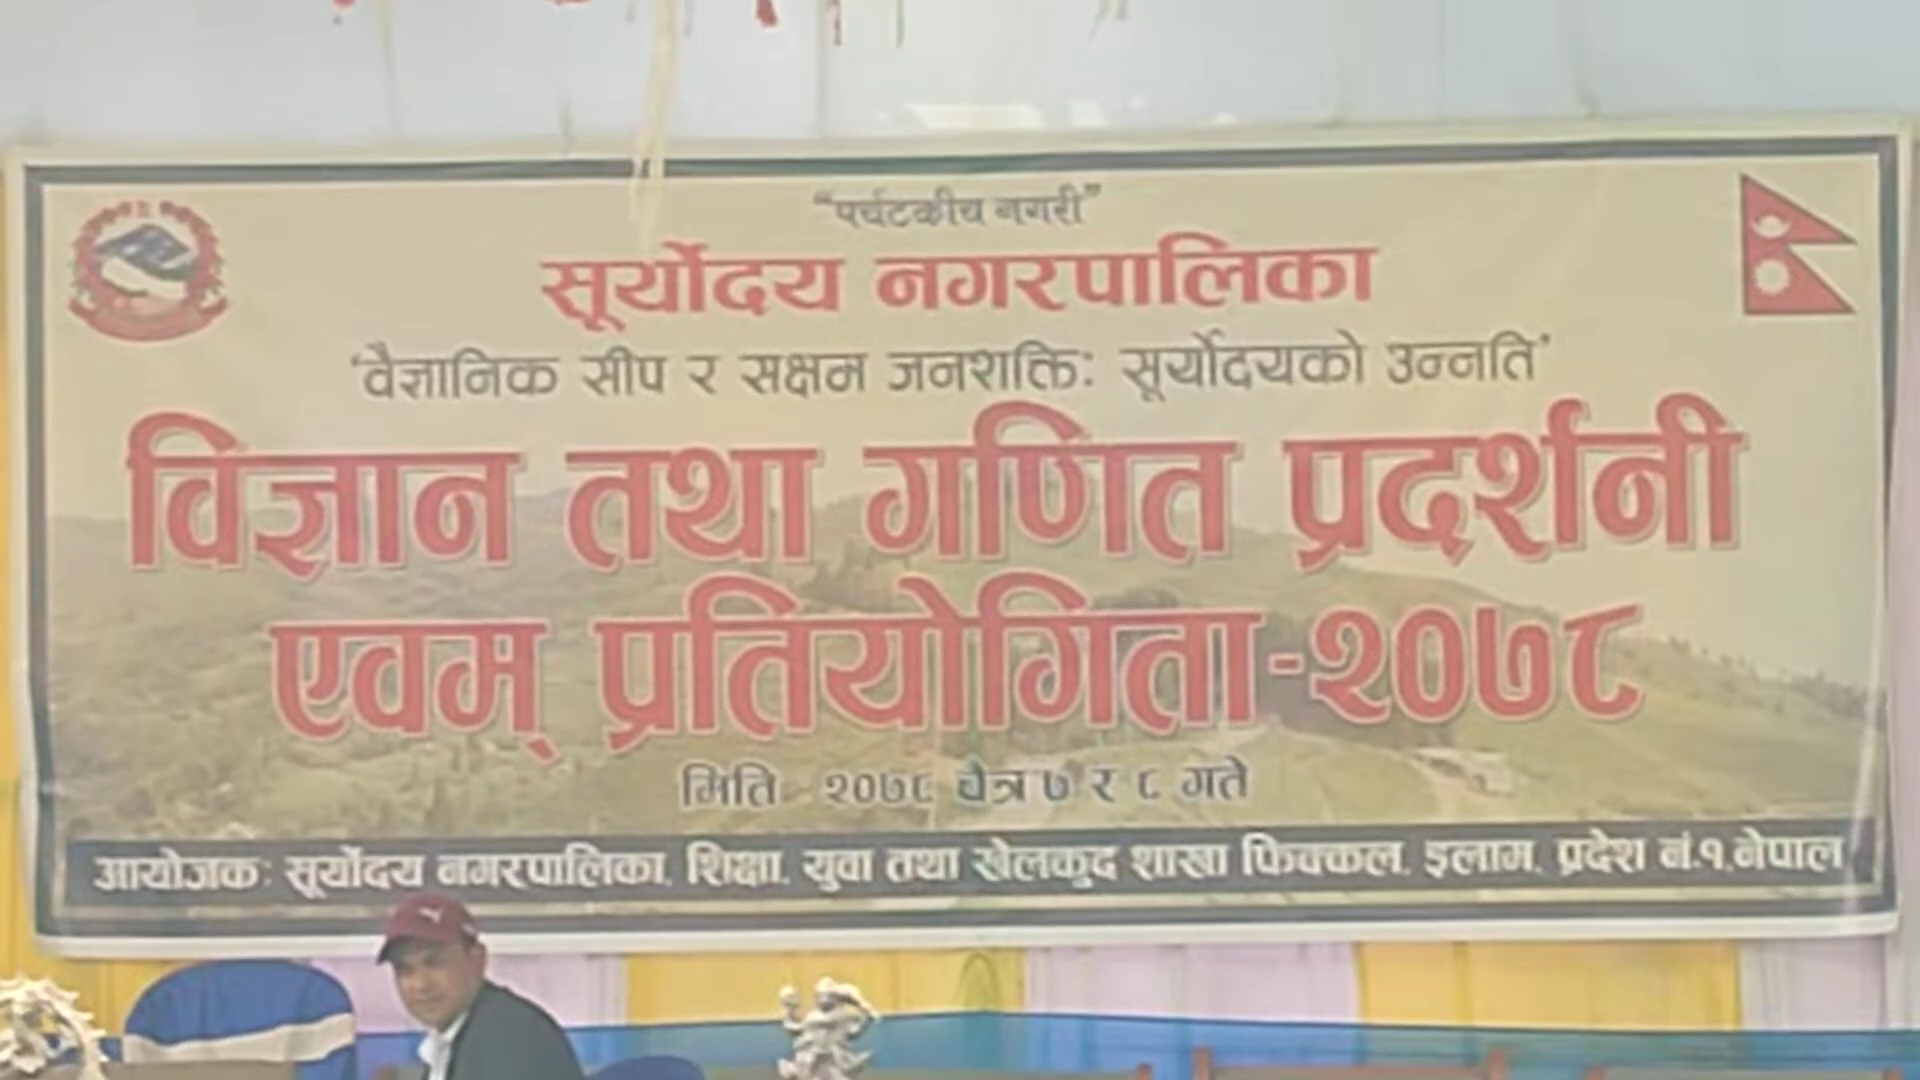 “पर्यटकीय नगरी”
सूर्योदय नगरपालिका
‘वैज्ञानिक सीप र सक्षम जनशक्ति: सूर्योदयको उन्नति’
विज्ञान तथा गणित प्रदर्शनी
एवम् प्रतियोगिता-२०७८
मिति - २०७८ चैत्र ७ र ८ गते
आयोजक: सूर्योदय नगरपालिका, शिक्षा, युवा तथा खेलकुद शाखा फिक्कल, इलाम, प्रदेश नं.१,नेपाल